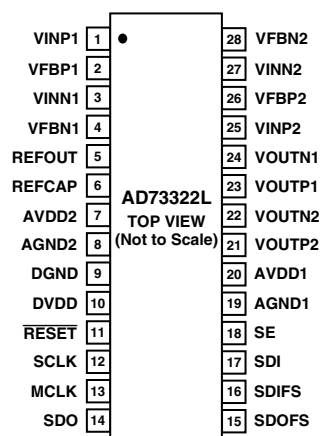 VINP1 1 28 VFBN2
VFBP1 2 27 VINN2
VINN1 3 26 VFBP2
VFBN1 4 25 VINP2
REFOUT 5 24 VOUTN1
REFCAP 6 23 VOUTP1
AVDD2 7 22 VOUTN2
AGND2 8 21 VOUTP2
DGND 9 20 AVDD1
DVDD 10 19 AGND1
RESET 11 18 SE
SCLK 12 17 SDI
MCLK 13 16 SDIFS
SDO 14 15 SDOFS
AD73322L
TOP VIEW
(Not to Scale)